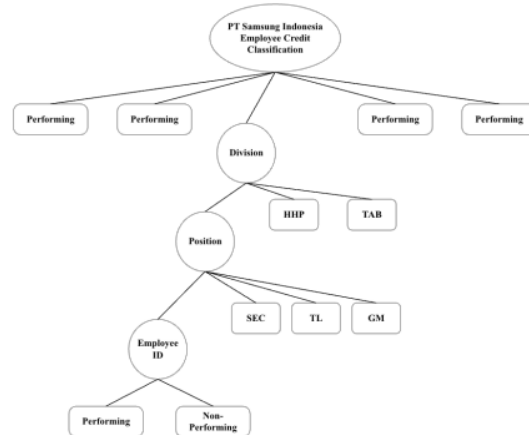 PT Samsung Indonesia
Employee Credit
Classification
Performing
Performing
Performing
Performing
Division
HHP
TAB
Position
SEC
TL
GM
Employee
ID
Performing
Non-
Performing